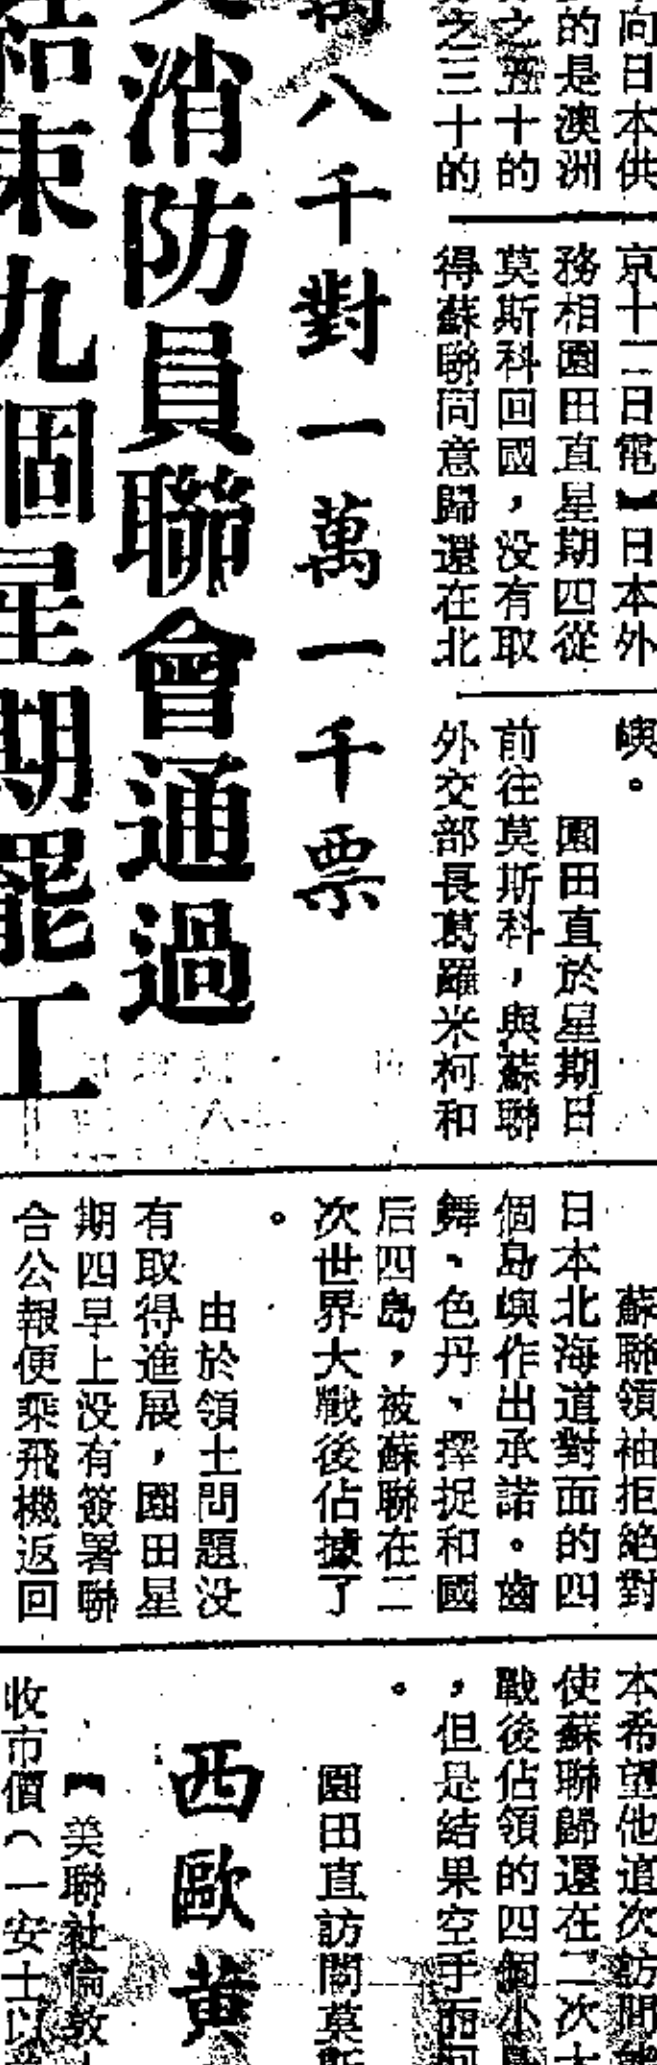 向日本供
的是澳洲
之五十的
之三十的
京十二日電】日本外
務相園田直星期四從
莫斯科回國，没有取
得蘇聯同意歸還在北
嶼。
園田直於星期日
前往莫斯科，與蘇聯
外交部長葛羅米柯和
八千對一萬一千票
消防員聯會通過
結束九個星期罷工
蘇聯領袖拒絶對
日本北海道對面的四
個島嶼作出承諾。齒
舞、色丹、擇捉和國
后四島，被蘇聯在二
次世界大戰後佔據了
。
由於領土問題没
有取得進展，園田星
期四早上没有簽署聯
合公報便乘飛機返回
本希望他這次訪問
使蘇聯歸還在二次
戰後佔領的四個小島
，但是結果空手而
。
園田直訪問莫斯
西歐黄
【美聯社倫敦
收市價（一安士以